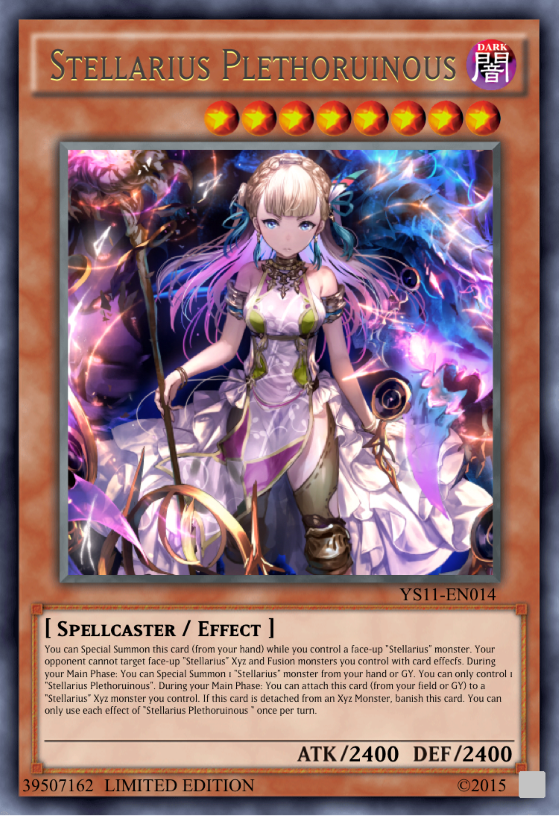 STELLARIUS PLETHORUINOUS
DARK
闇
YS11-EN014
[ SPELLCASTER / EFFECT ]
You can Special Summon this card (from your hand) while you control a face-up "Stellarius" monster. Your
opponent cannot target face-up "Stellarius" Xyz and Fusion monsters you control with card effecfs. During
your Main Phase: You can Special Summon 1 "Stellarius" monster from your hand or GY. You can only control 1
"Stellarius Plethoruinous". During your Main Phase: You can attach this card (from your field or GY) to a
"Stellarius" Xyz monster you control. If this card is detached from an Xyz Monster, banish this card. You can
only use each effect of "Stellarius Plethoruinous " once per turn.
ATK/2400 DEF/2400
39507162 LIMITED EDITION ©2015